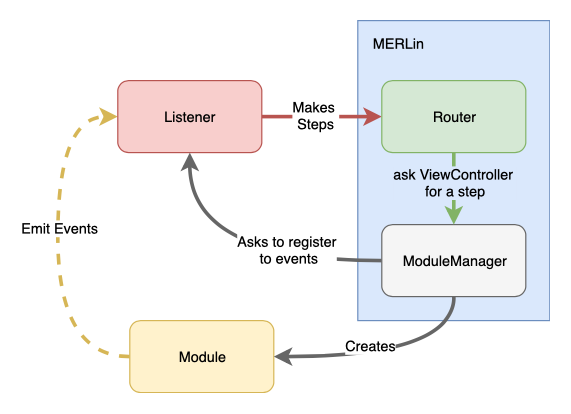 MERLin
Listener
Makes
Steps
Router
ask ViewController
for a step
Emit Events
Asks to register
to events
ModuleManager
Creates
Module